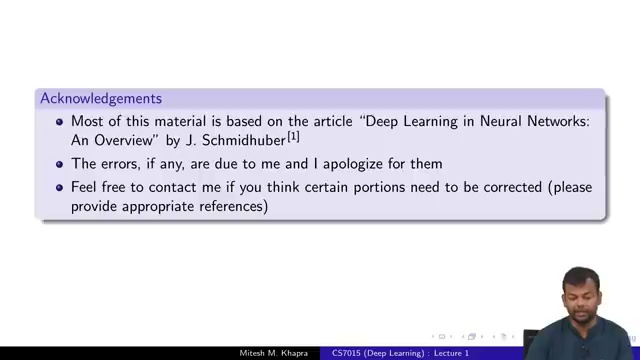 Acknowledgements
Most of this material is based on the article “Deep Learning in Neural Networks:
An Overview” by J. Schmidhuber[1]
The errors, if any, are due to me and I apologize for them
Feel free to contact me if you think certain portions need to be corrected (please
provide appropriate references)
Mitesh M. Khapra CS7015 (Deep Learning) : Lecture 1